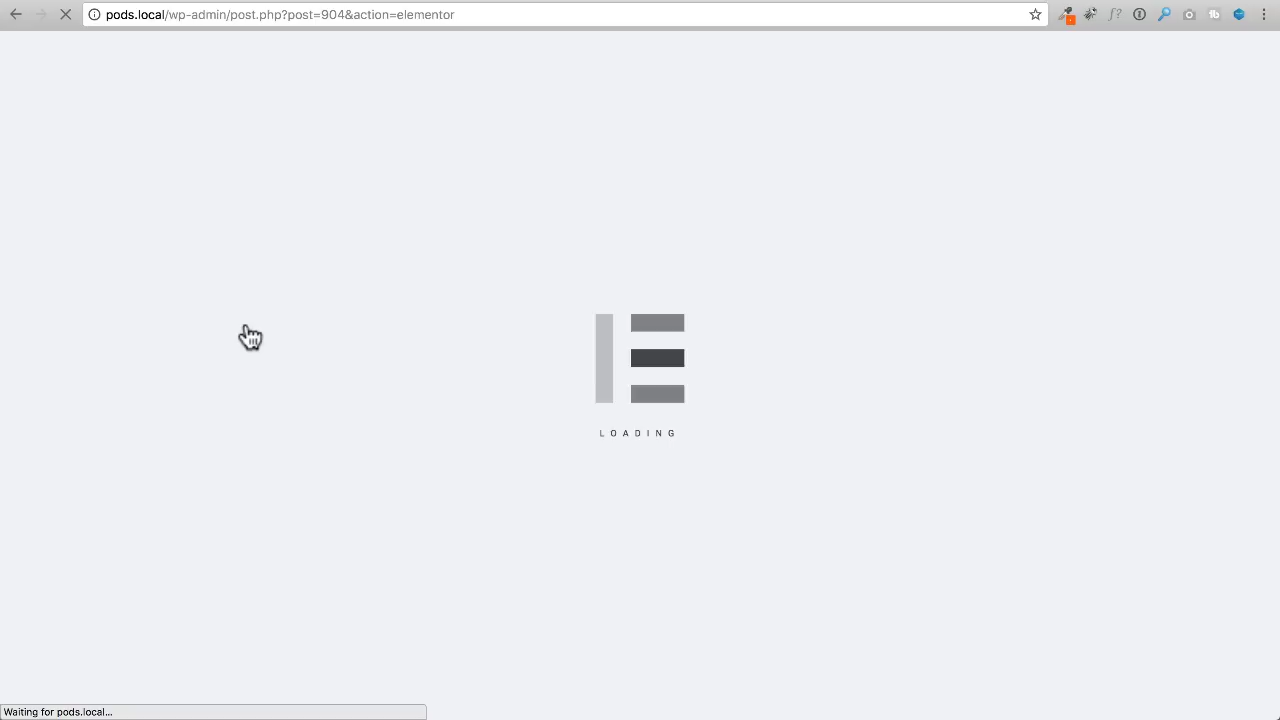 pods.local/wp-admin/post.php?post=904&action=elementor
LOADING
Waiting for pods.local...